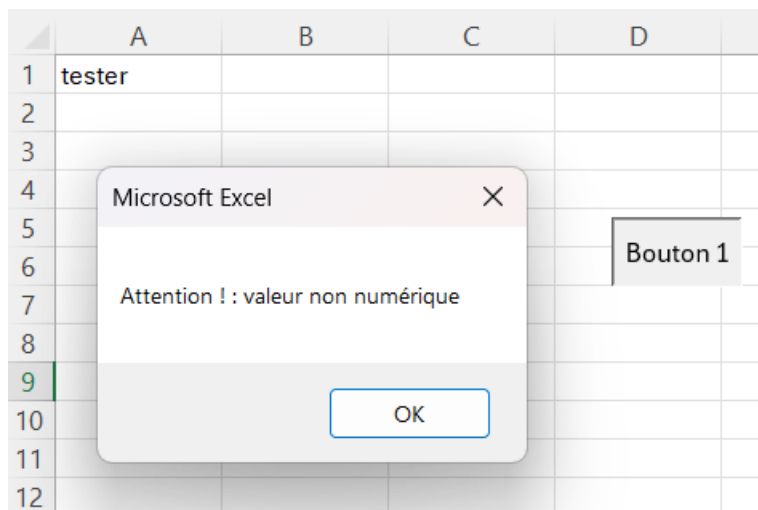 A B C D
1 tester
2
3
4
Microsoft Excel
5
Bouton 1
6
Attention ! : valeur non numérique
7
8
9
OK
10
11
12